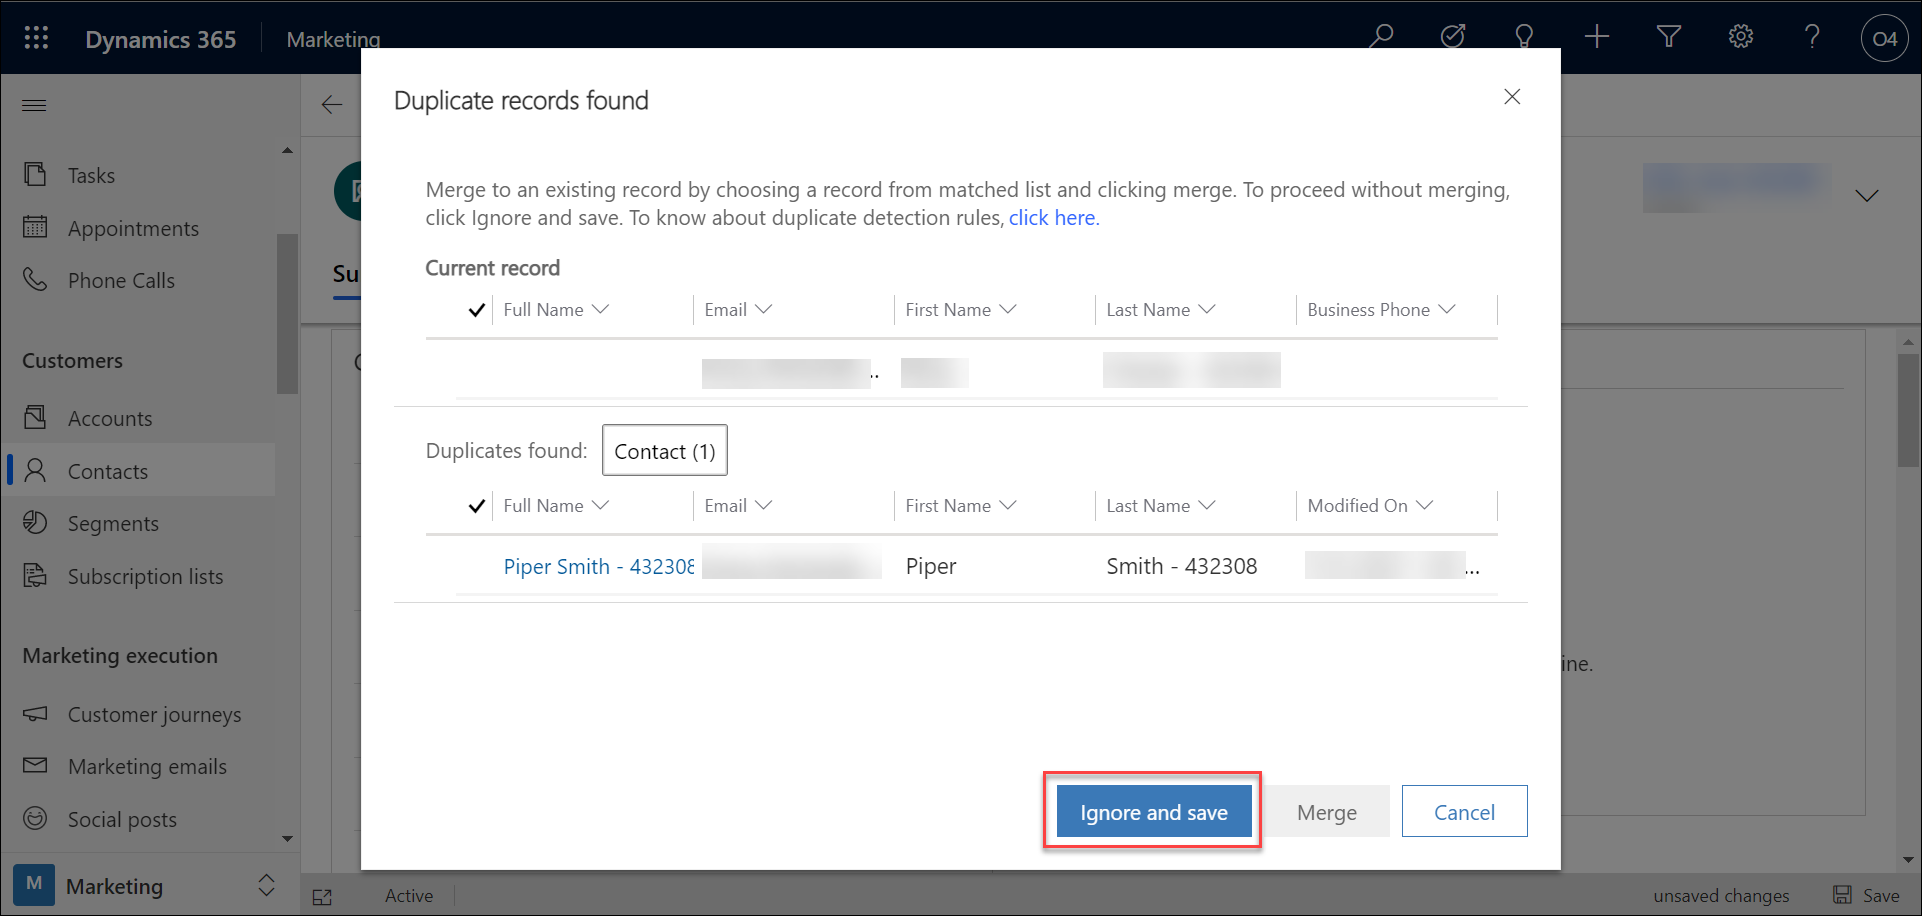 Dynamics 365
Marketing
O4
Duplicate records found
Merge to an existing record by choosing a record from matched list and clicking merge. To proceed without merging,
click Ignore and save. To know about duplicate detection rules, click here.
Current record
Full Name
Email
First Name
Last Name
Business Phone
..
Duplicates found:
Contact (1)
Full Name
Email
First Name
Last Name
Modified On
Piper Smith - 432308
Piper
Smith - 432308
...
Ignore and save
Merge
Cancel
Tasks
Appointments
Phone Calls
Customers
Accounts
Contacts
Segments
Subscription lists
Marketing execution
Customer journeys
Marketing emails
Social posts
M
Marketing
Su
ine.
Active
unsaved changes
Save